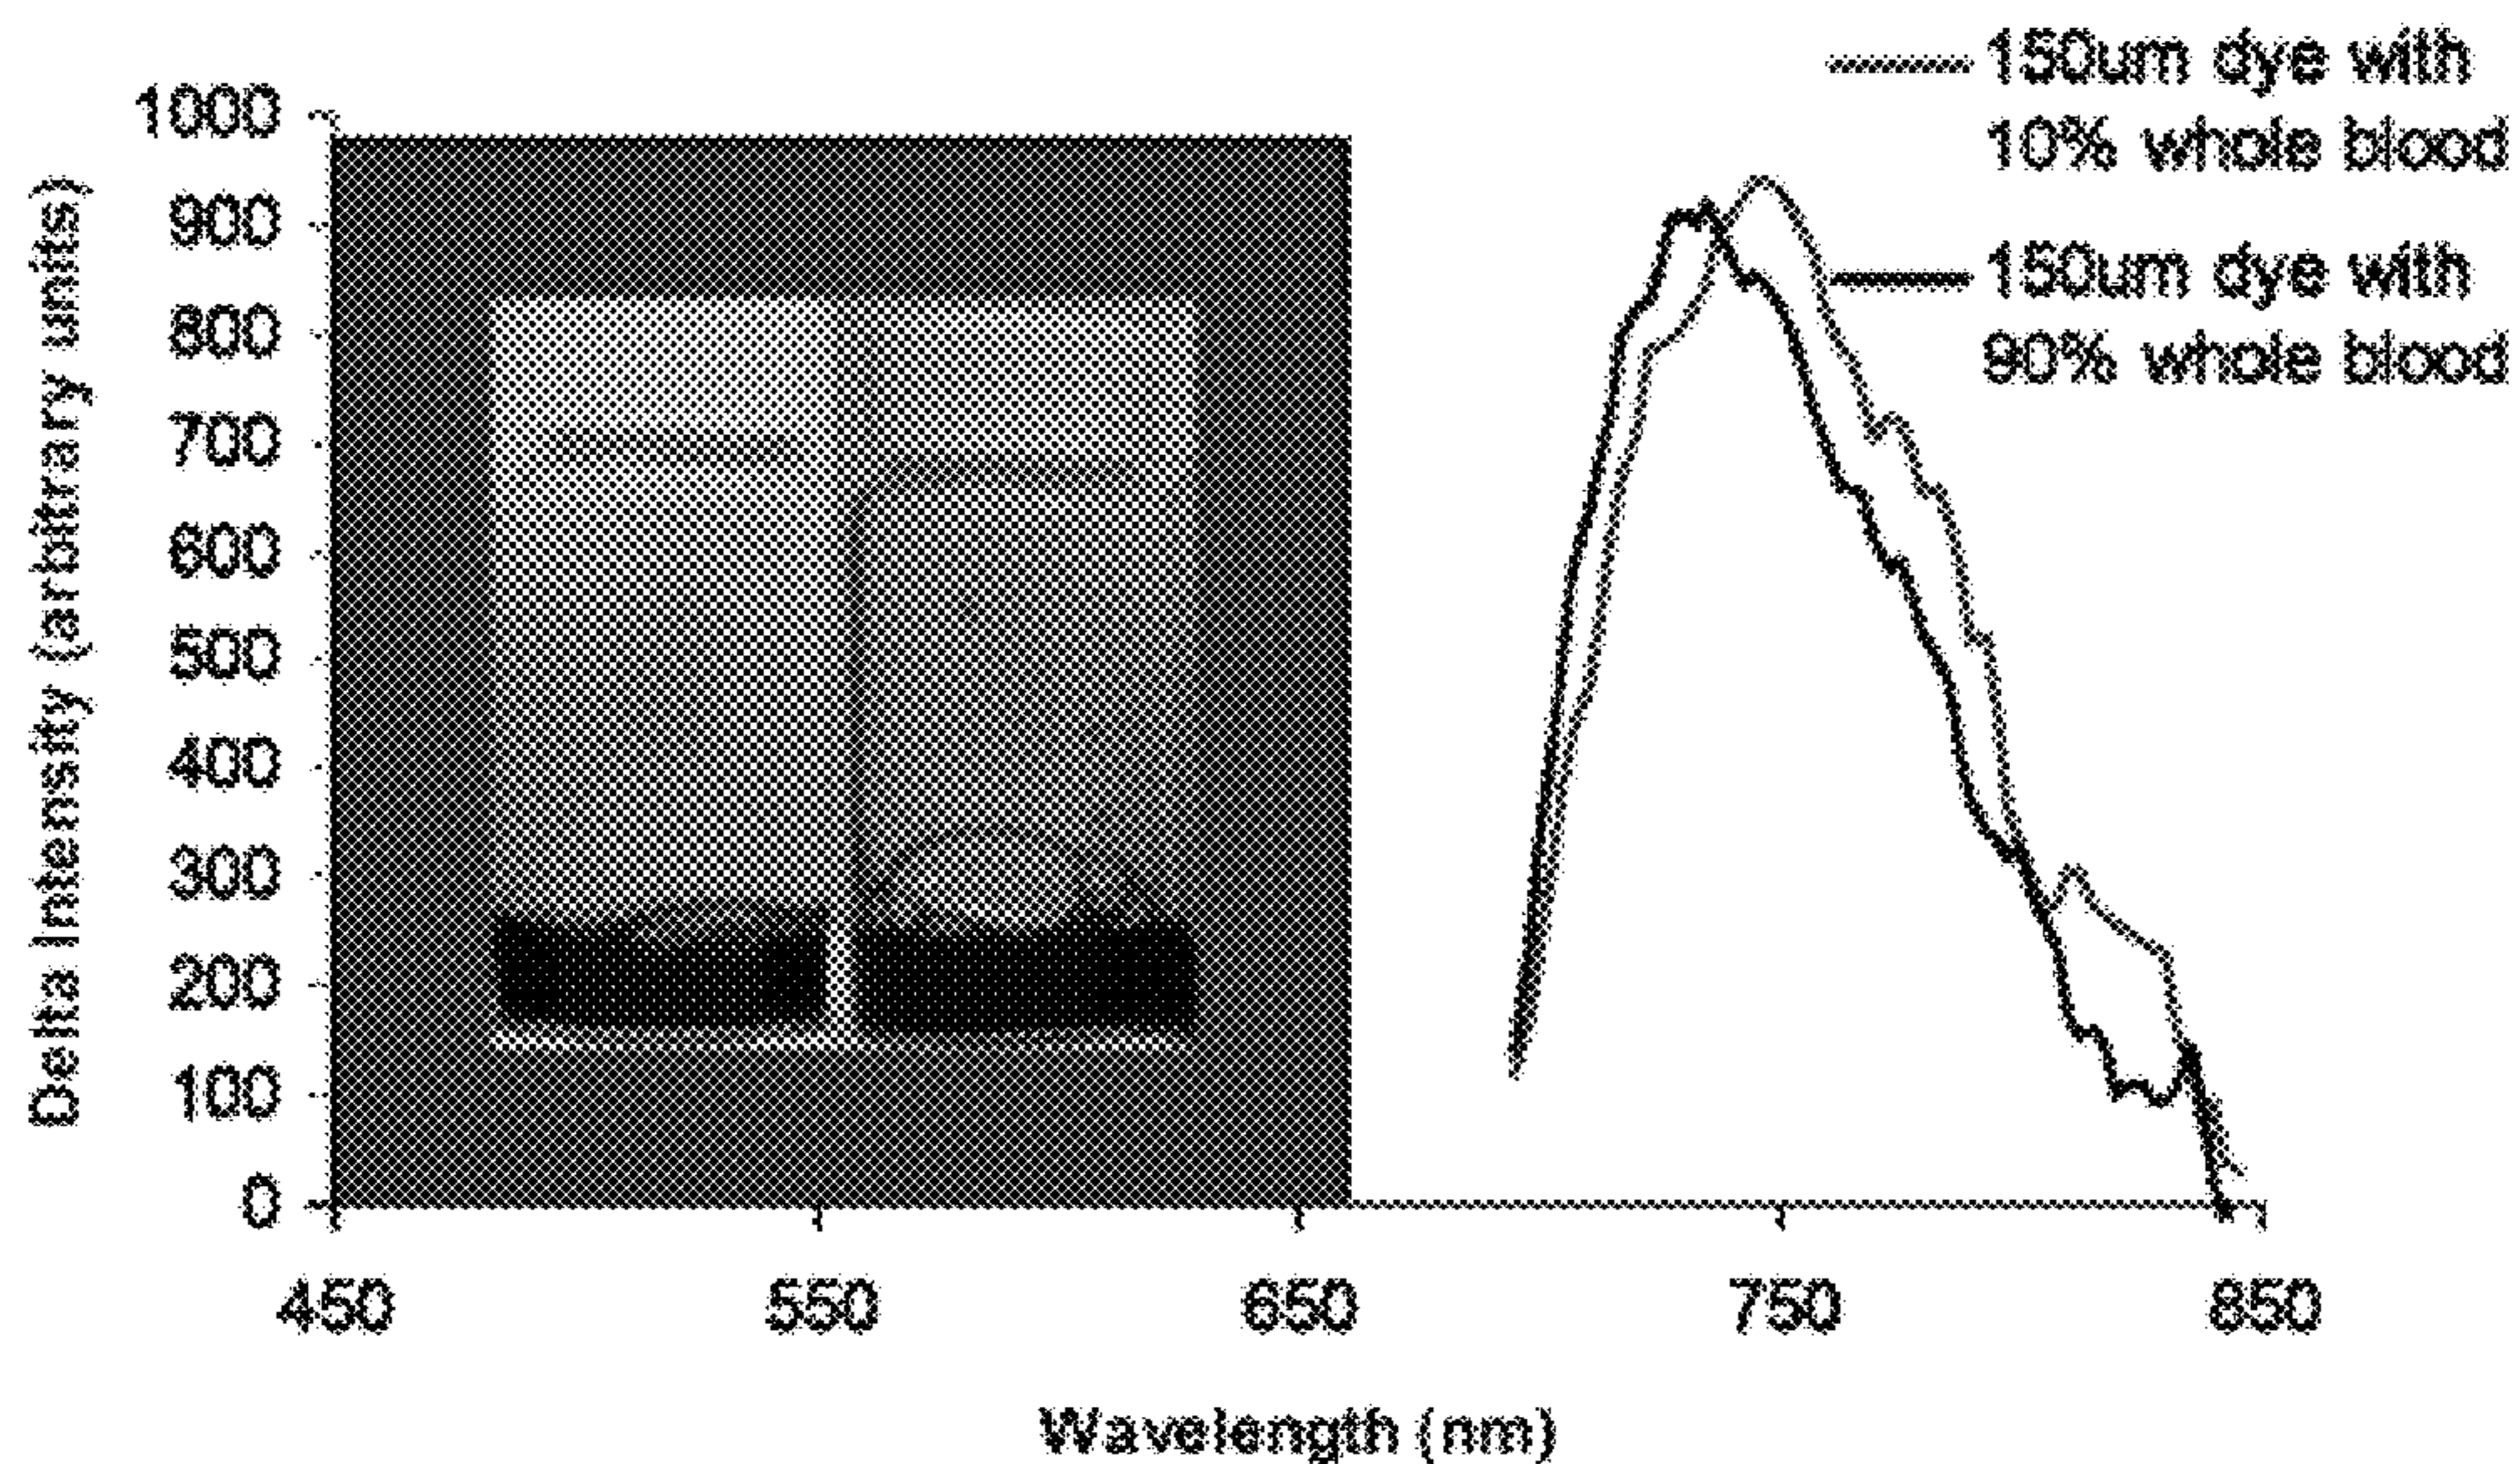 150um dye with
10% whole blood
150um dye with
90% whole blood
Delta Intensity (arbitrary units)
1000
900
800
700
600
500
400
300
200
100
0
450 550 650 750 850
Wavelength (nm)